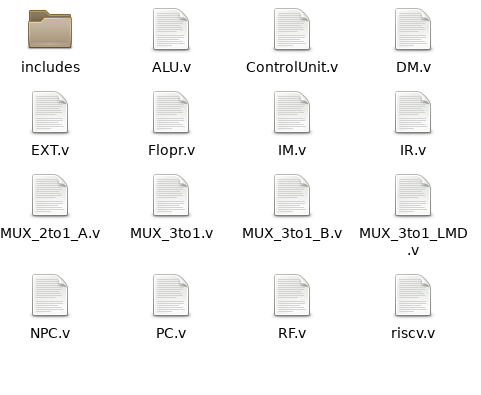 includes
ALU.v
ControlUnit.v
DM.v
EXT.v
Flopr.v
IM.v
IR.v
MUX_2to1_A.v
MUX_3to1.v
MUX_3to1_B.v
MUX_3to1_LMD
.v
NPC.v
PC.v
RF.v
riscv.v